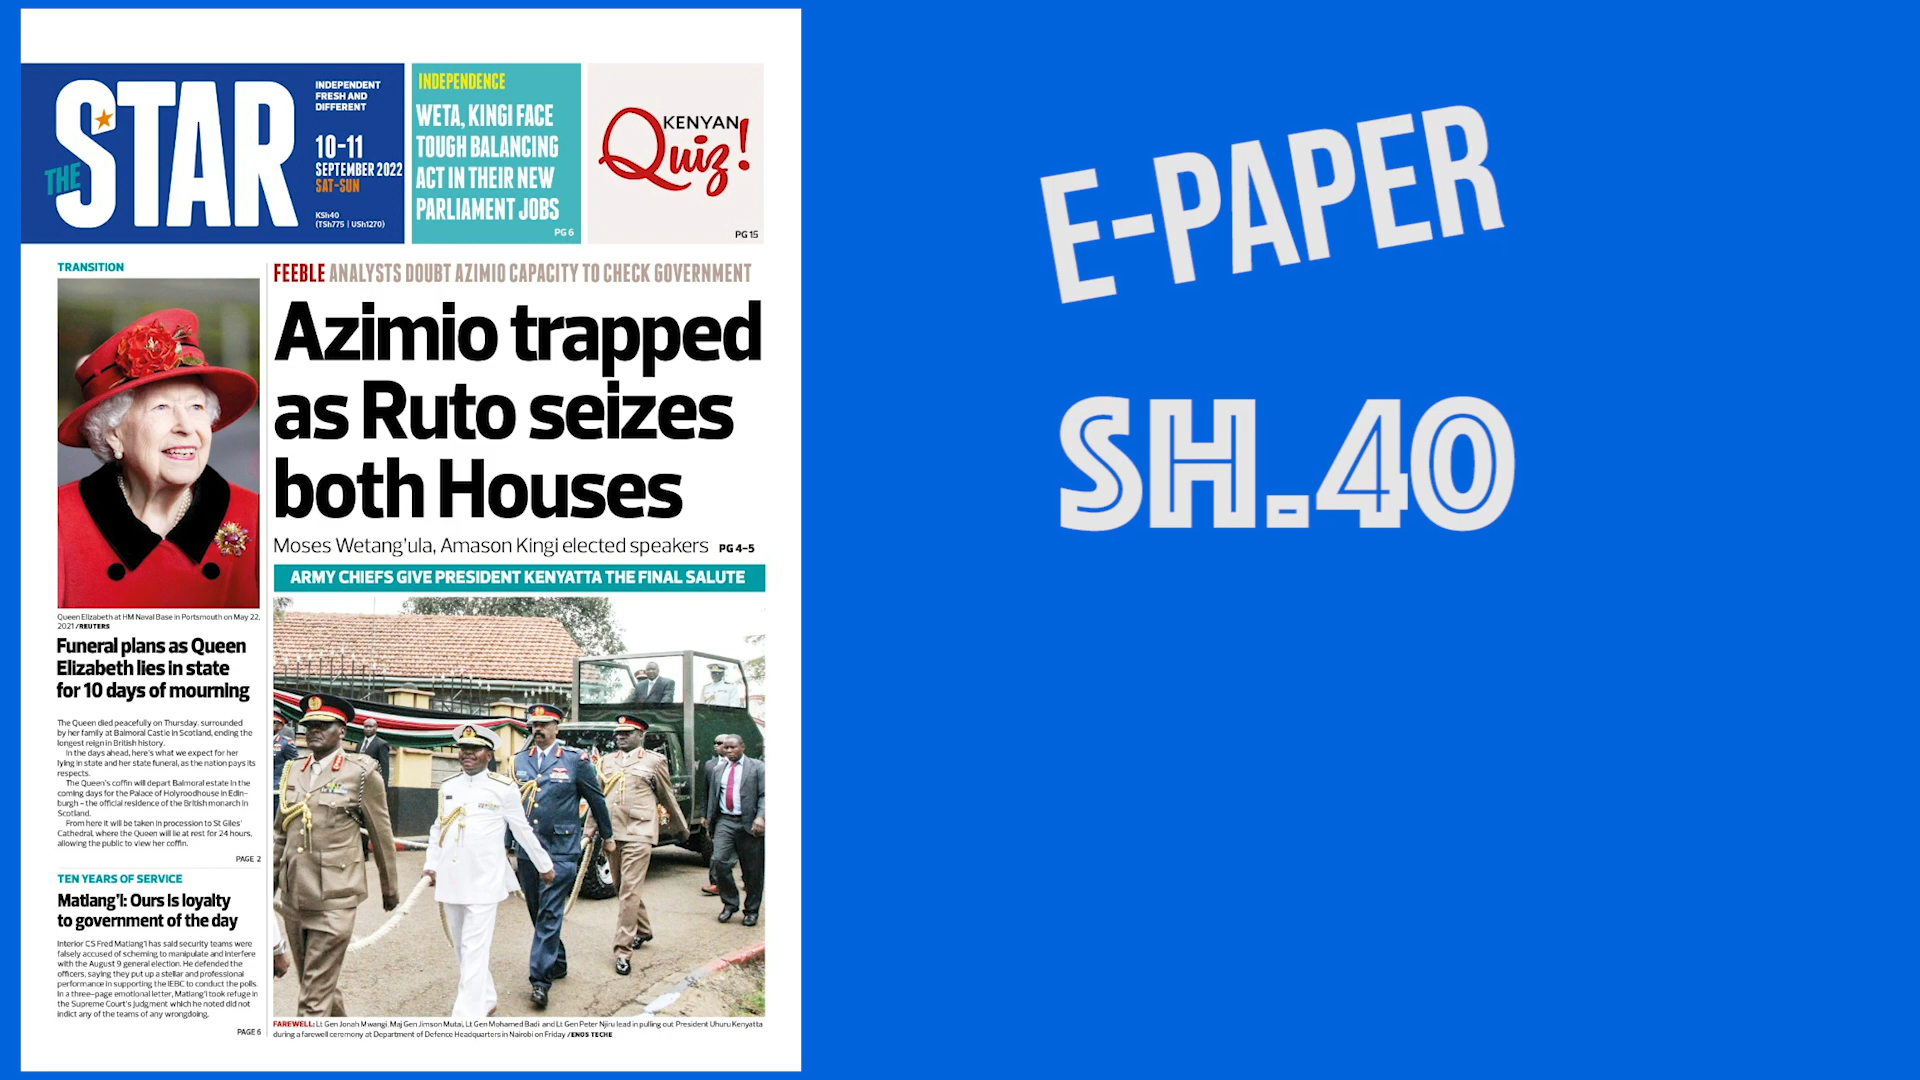 THE STAR
INDEPENDENT
FRESH AND
DIFFERENT
10-11
SEPTEMBER 2022
SAT-SUN
KSh40
(TSh775 | USh1270)
INDEPENDENCE
WETA, KINGI FACE
TOUGH BALANCING
ACT IN THEIR NEW
PARLIAMENT JOBS
PG 6
KENYAN
Quiz!
PG 15
TRANSITION
Queen Elizabeth at HM Naval Base in Portsmouth on May 22,
2021 /REUTERS
Funeral plans as Queen
Elizabeth lies in state
for 10 days of mourning
The Queen died peacefully on Thursday, surrounded
by her family at Balmoral Castle in Scotland, ending the
longest reign in British history.
In the days ahead, here's what we expect for her
lying in state and her state funeral, as the nation pays its
respects.
The Queen's coffin will depart Balmoral estate in the
coming days for the Palace of Holyroodhouse in Edin-
burgh – the official residence of the British monarch in
Scotland.
From here it will be taken in procession to St Giles'
Cathedral, where the Queen will lie at rest for 24 hours,
allowing the public to view her coffin.
PAGE 2
TEN YEARS OF SERVICE
Matiang'i: Ours is loyalty
to government of the day
Interior CS Fred Matiang'i has said security teams were
falsely accused of scheming to manipulate and interfere
with the August 9 general election. He defended the
officers, saying they put up a stellar and professional
performance in supporting the IEBC to conduct the polls.
In a three-page emotional letter, Matiang'i took refuge in
the Supreme Court's judgment which he noted did not
indict any of the teams of any wrongdoing.
PAGE 6
FEEBLE ANALYSTS DOUBT AZIMIO CAPACITY TO CHECK GOVERNMENT
Azimio trapped
as Ruto seizes
both Houses
Moses Wetang'ula, Amason Kingi elected speakers PG 4-5
ARMY CHIEFS GIVE PRESIDENT KENYATTA THE FINAL SALUTE
FAREWELL: Lt Gen Jonah Mwangi, Maj Gen Jimson Mutai, Lt Gen Mohamed Badi and Lt Gen Peter Njiru lead in pulling out President Uhuru Kenyatta
during a farewell ceremony at Department of Defence Headquarters in Nairobi on Friday /ENOS TECHE
E-PAPER
SH.40